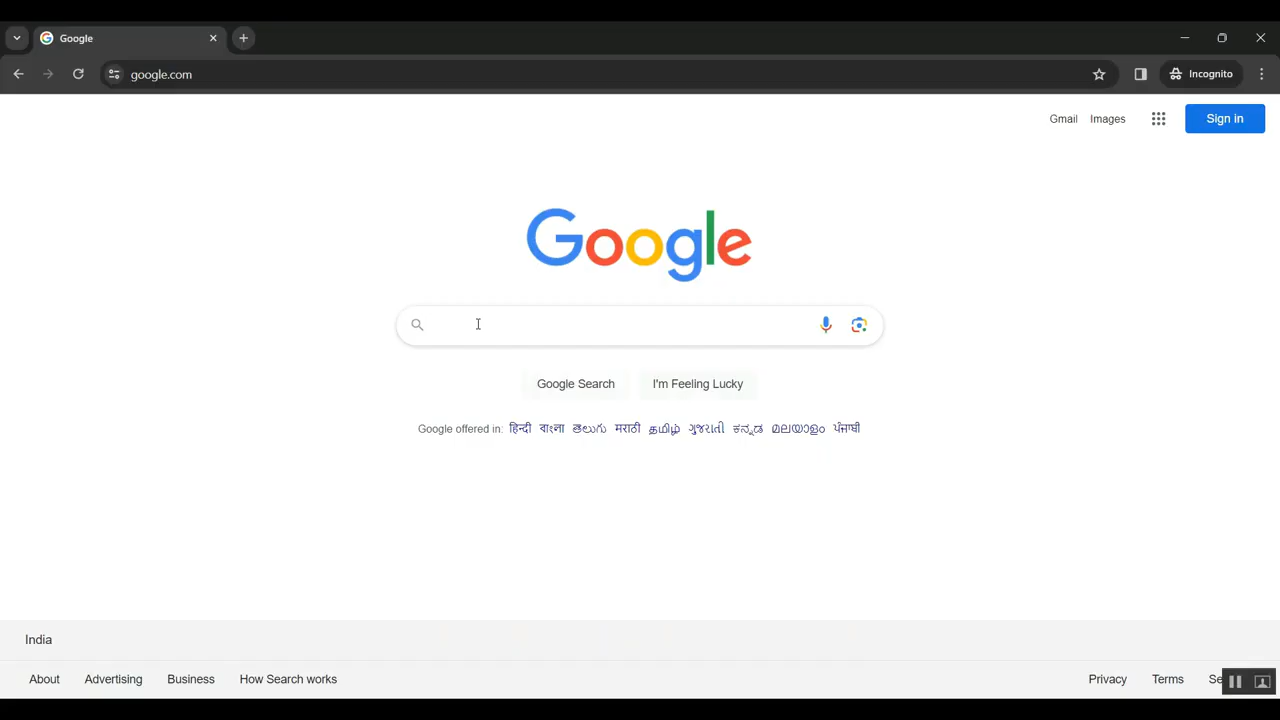 Google
google.com
Incognito
Gmail Images Sign in
Google
Google Search I'm Feeling Lucky
Google offered in: हिन्दी বাংলা తెలుగు मराठी தமிழ் ગુજરાતી ಕನ್ನಡ മലയാളം ਪੰਜਾਬੀ
India
About Advertising Business How Search works Privacy Terms Se